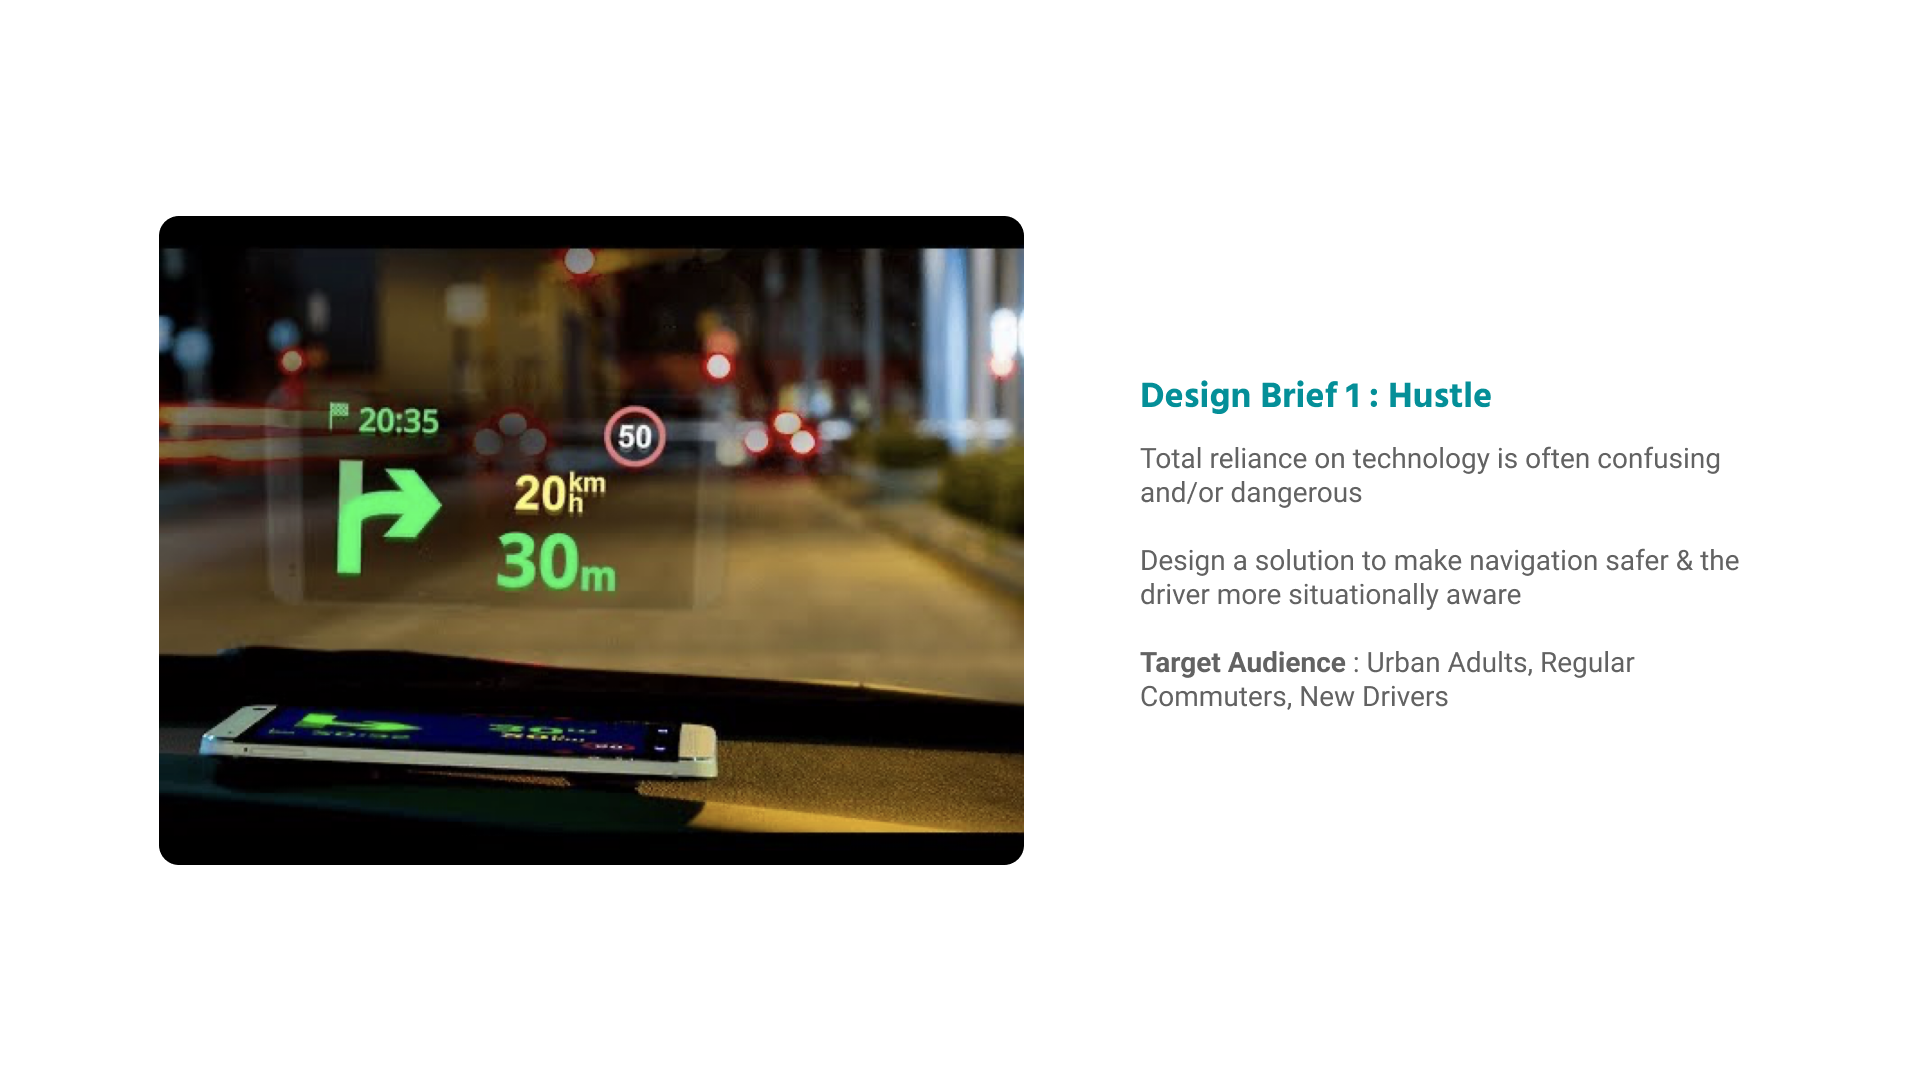 20:35
50
20 km h
30m
Design Brief 1 : Hustle
Total reliance on technology is often confusing
and/or dangerous
Design a solution to make navigation safer & the
driver more situationally aware
Target Audience : Urban Adults, Regular
Commuters, New Drivers